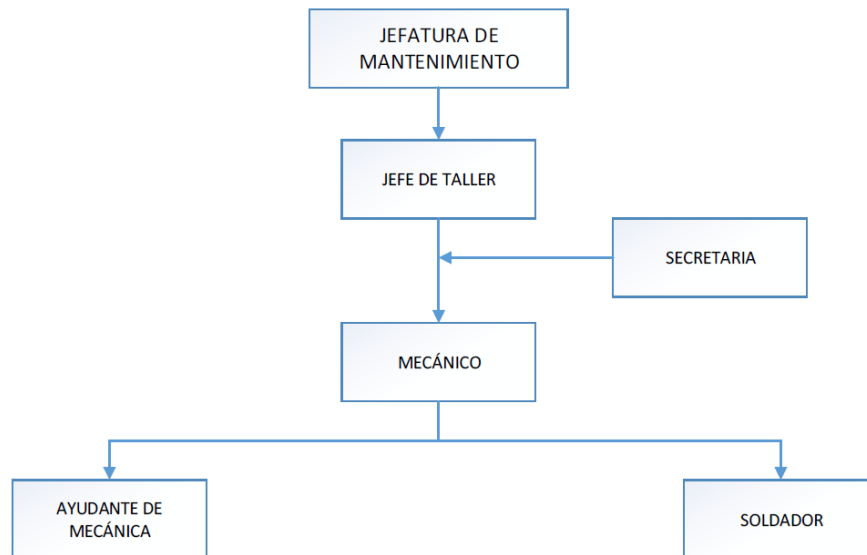 JEFATURA DE
MANTENIMIENTO
JEFE DE TALLER
SECRETARIA
MECÁNICO
AYUDANTE DE
MECÁNICA
SOLDADOR